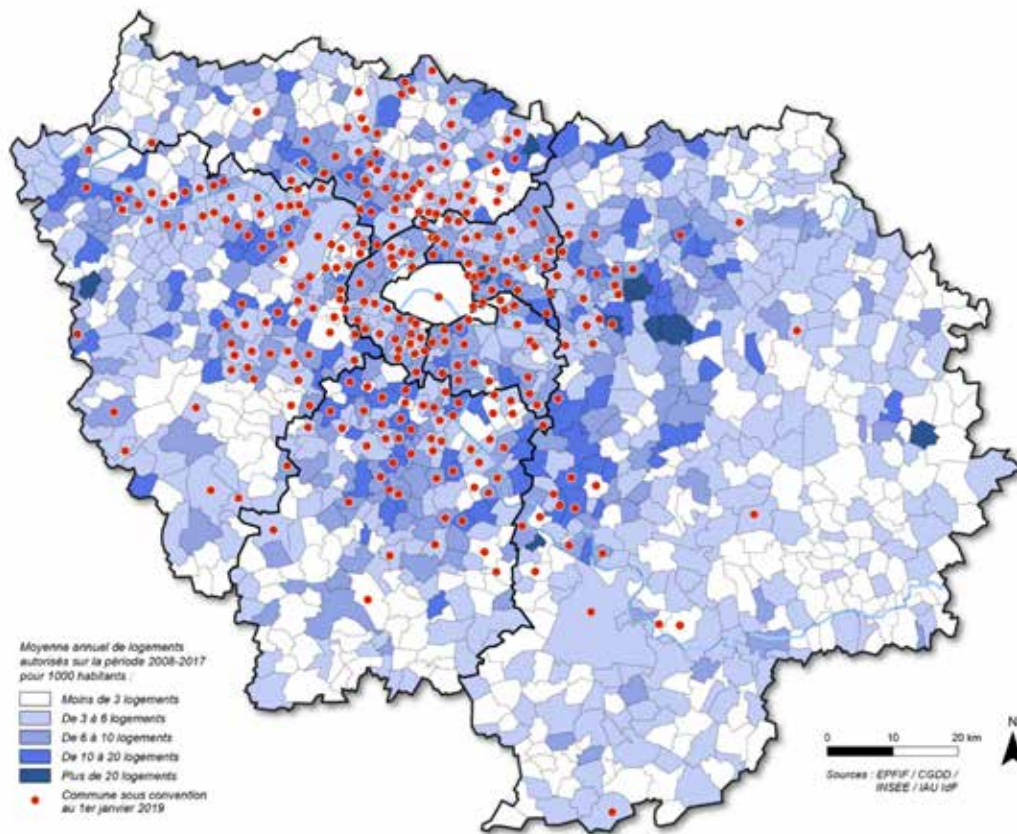 Moyenne annuel de logements
autorisés sur la période 2008-2017
pour 1000 habitants :
Moins de 3 logements
De 3 à 6 logements
De 6 à 10 logements
De 10 à 20 logements
Plus de 20 logements
Commune sous convention
au 1er janvier 2019
N
0 10 20 km
Sources : EPFIF / CGDD /
INSEE / IAU IdF